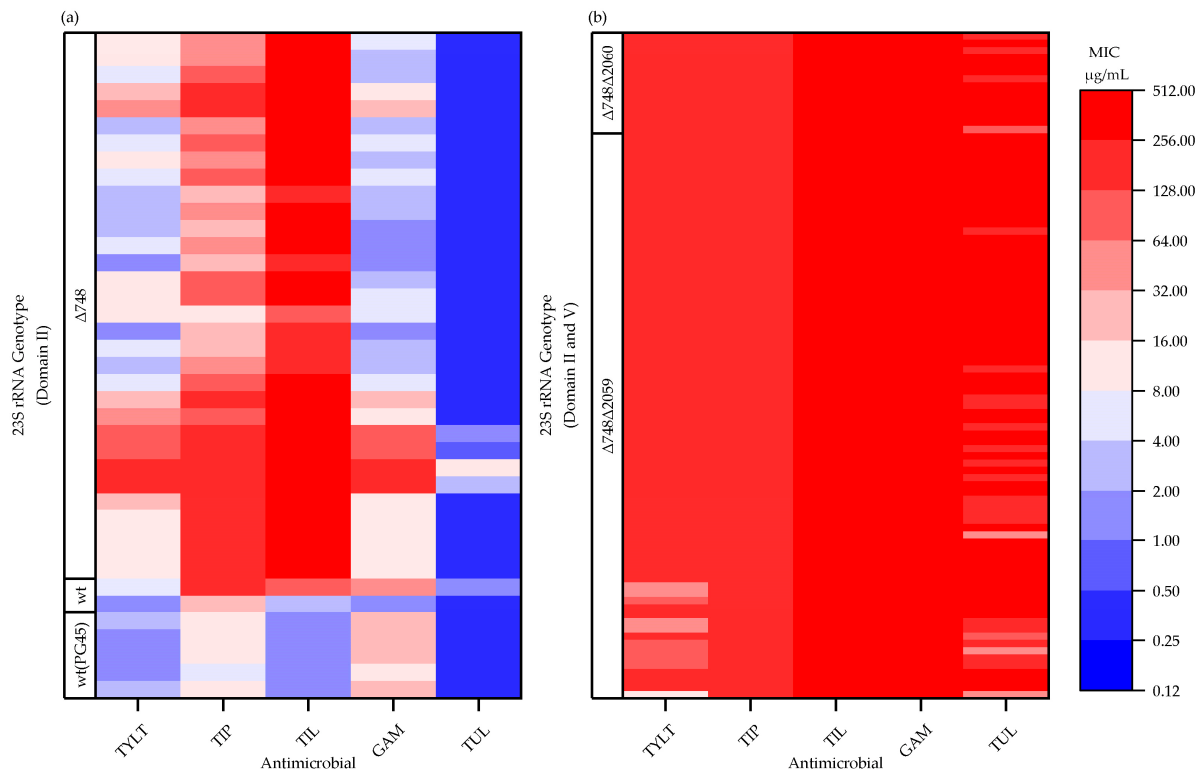 (a)
(b)
23S rRNA Genotype
(Domain II)
Δ748
wt
wt(PG45)
TYLT
TIP
TIL
GAM
TUL
Antimicrobial
23S rRNA Genotype
(Domain II and V)
Δ748Δ2060
Δ748Δ2059
TYLT
TIP
TIL
GAM
TUL
Antimicrobial
MIC
µg/mL
512.00
256.00
128.00
64.00
32.00
16.00
8.00
4.00
2.00
1.00
0.50
0.25
0.12